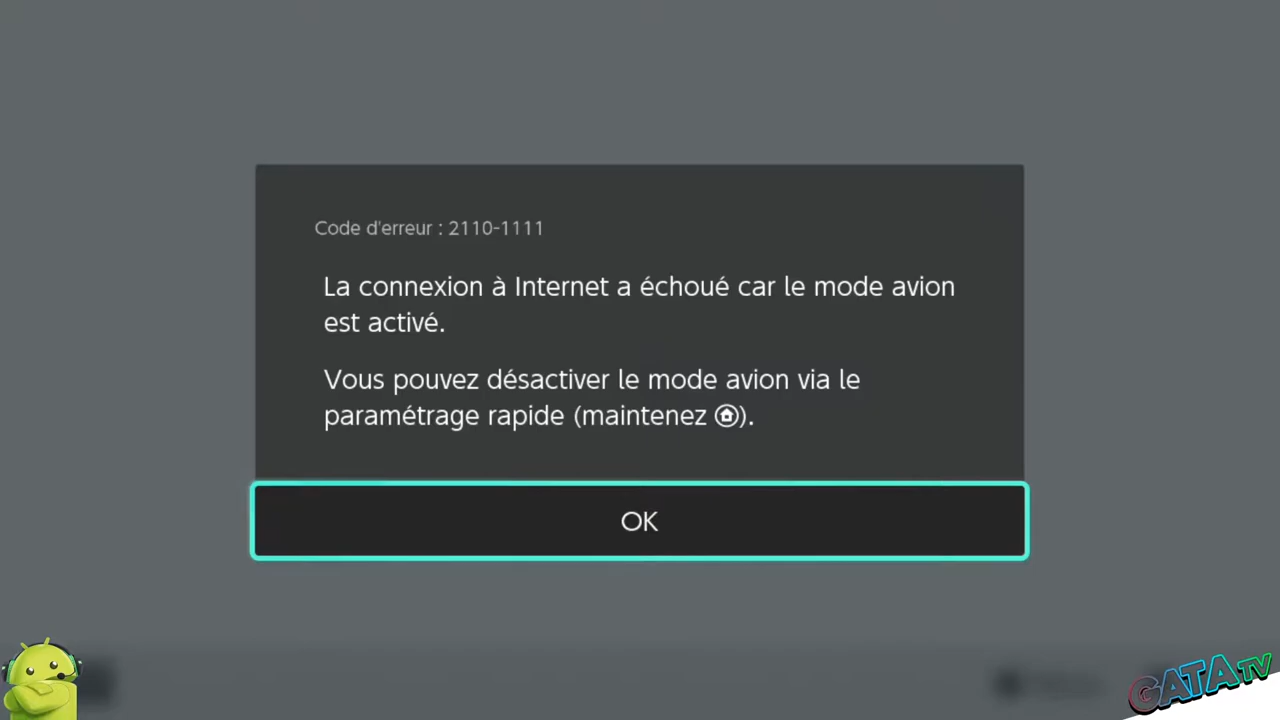 Code d'erreur : 2110-1111
La connexion à Internet a échoué car le mode avion
est activé.
Vous pouvez désactiver le mode avion via le
paramétrage rapide (maintenez ).
OK
GATA TV